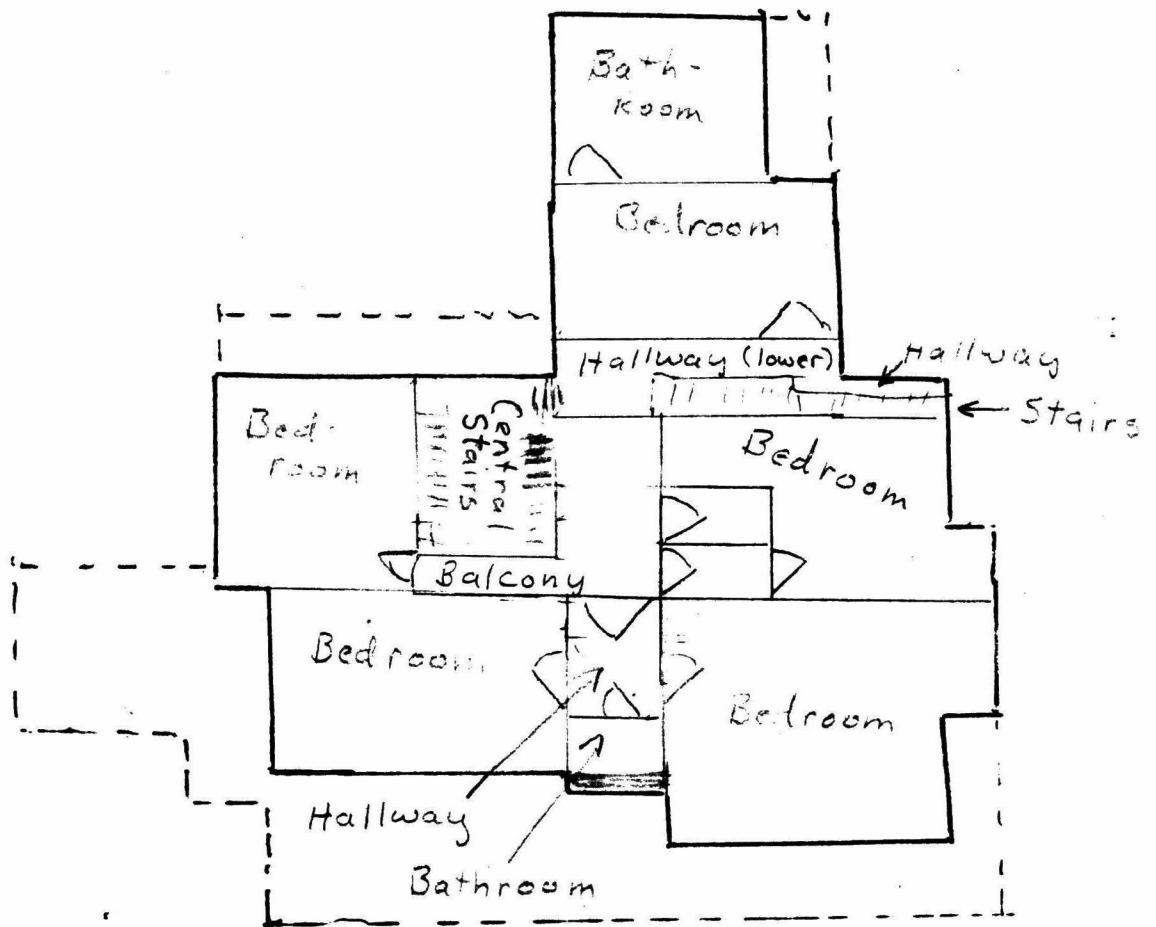 Bath-
Room
Bedroom
Hallway (lower)
Hallway
Stairs
Bed-
room
Central
Stairs
Bedroom
Balcony
Bedroom
Bedroom
Hallway
Bathroom